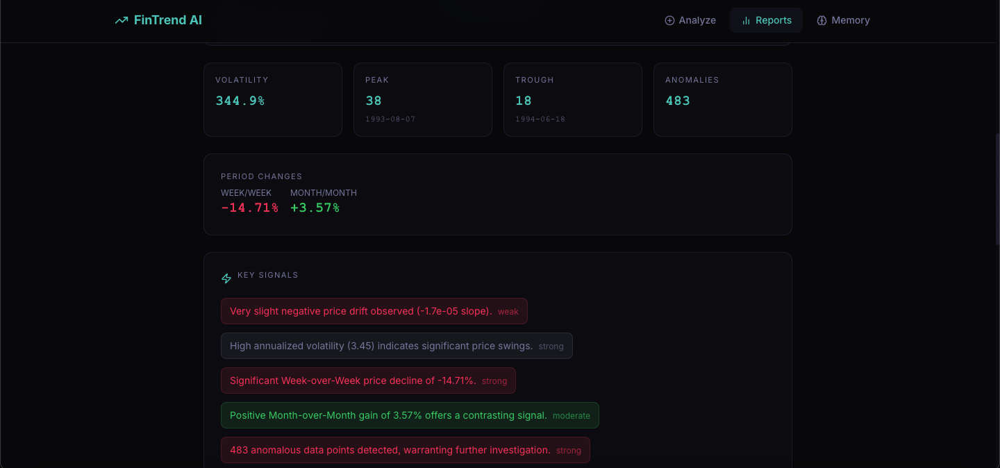 FinTrend AI
Analyze
Reports
Memory
VOLATILITY
344.9%
PEAK
38
1993-08-07
TROUGH
18
1994-06-18
ANOMALIES
483
PERIOD CHANGES
WEEK/WEEK
-14.71%
MONTH/MONTH
+3.57%
KEY SIGNALS
Very slight negative price drift observed (-1.7e-05 slope). weak
High annualized volatility (3.45) indicates significant price swings. strong
Significant Week-over-Week price decline of -14.71%. strong
Positive Month-over-Month gain of 3.57% offers a contrasting signal. moderate
483 anomalous data points detected, warranting further investigation. strong